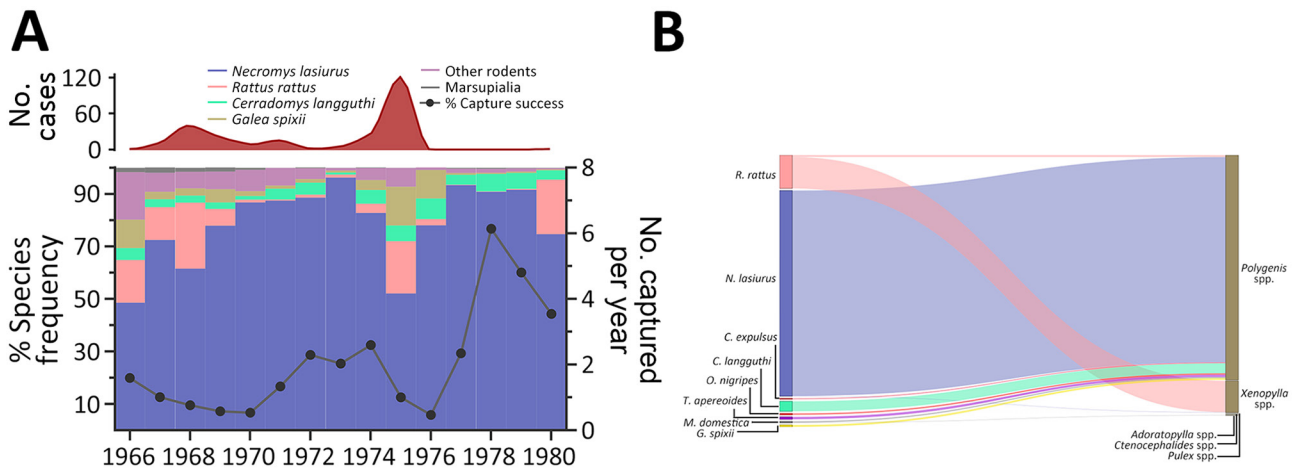 A
No.
cases
120
60
0
Necromys lasiurus
Rattus rattus
Cerradomys langguthi
Galea spixii
Other rodents
Marsupialia
% Capture success
% Species
frequency
90
70
50
30
10
8
6
4
2
0
No. captured
per year
1966 1968 1970 1972 1974 1976 1978 1980
B
R. rattus
N. lasiurus
C. expulsus
C. langguthi
O. nigripes
T. apereoides
M. domestica
G. spixii
Polygenis
spp.
Xenopylla
spp.
Adoratopylla spp.
Ctenocephalides spp.
Pulex spp.